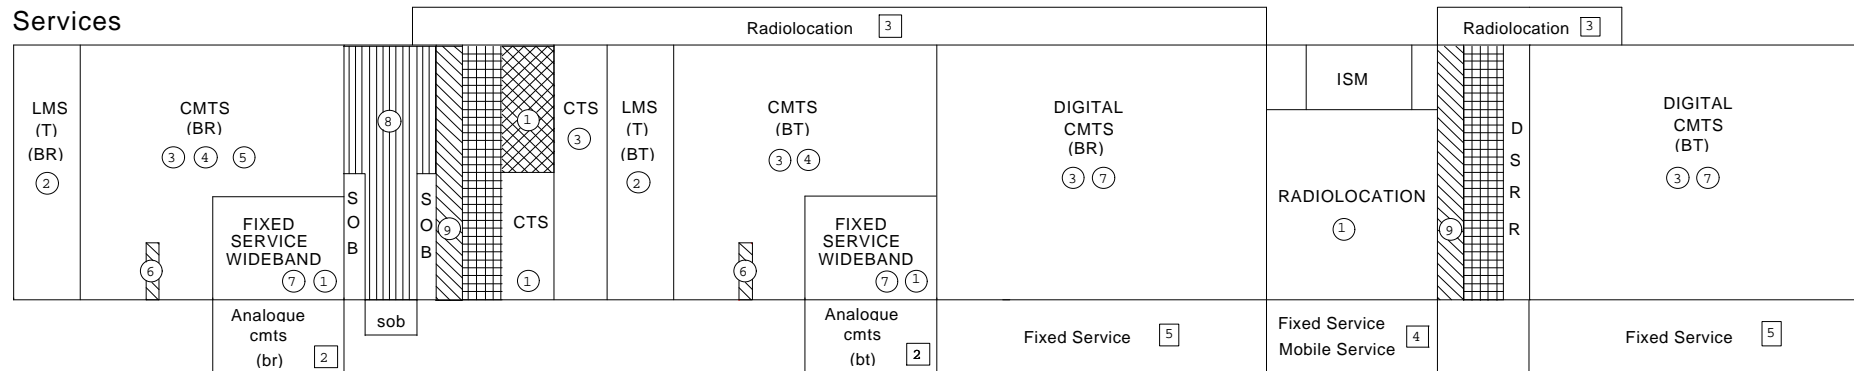 Services
Radiolocation 3
Radiolocation 3
LMS
(T)
(BR)
2
CMTS
(BR)
3 4 5
6
FIXED
SERVICE
WIDEBAND
7 1
8
S
O
B
S
O
B
9
1
CTS
1
CTS
3
LMS
(T)
(BT)
2
CMTS
(BT)
3 4
6
FIXED
SERVICE
WIDEBAND
7 1
DIGITAL
CMTS
(BR)
3 7
ISM
RADIOLOCATION
1
9
D
S
R
R
DIGITAL
CMTS
(BT)
3 7
Analogue
cmts
(br) 2
sob
Analogue
cmts
(bt) 2
Fixed Service 5
Fixed Service
Mobile Service 4
Fixed Service 5